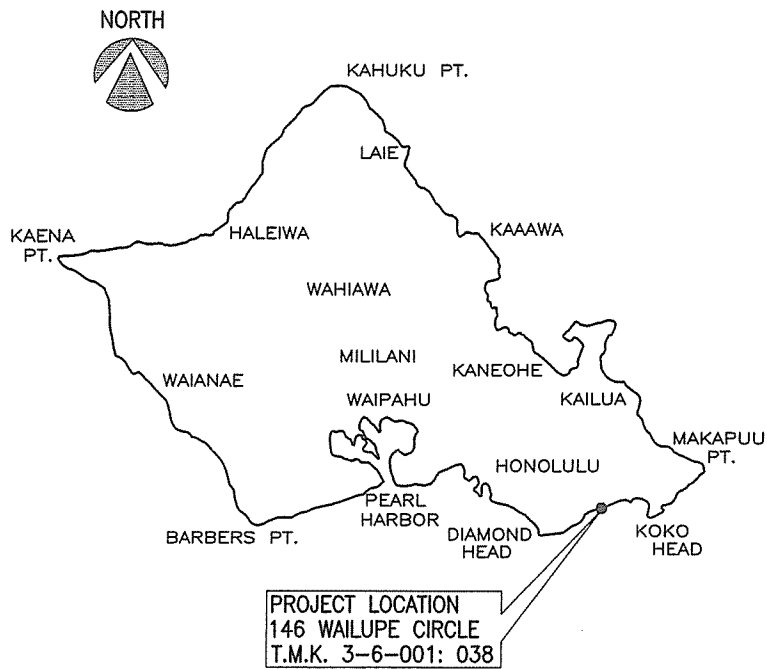 NORTH
KAHUKU PT.
LAIE
KAAAWA
HALEIWA
KAENA
PT.
WAHIAWA
MILILANI
KANEOHE
WAIANAE
KAILUA
WAIPAHU
MAKAPUU
PT.
HONOLULU
PEARL
HARBOR
BARBERS PT.
DIAMOND
HEAD
KOKO
HEAD
PROJECT LOCATION
146 WAILUPE CIRCLE
T.M.K. 3-6-001: 038